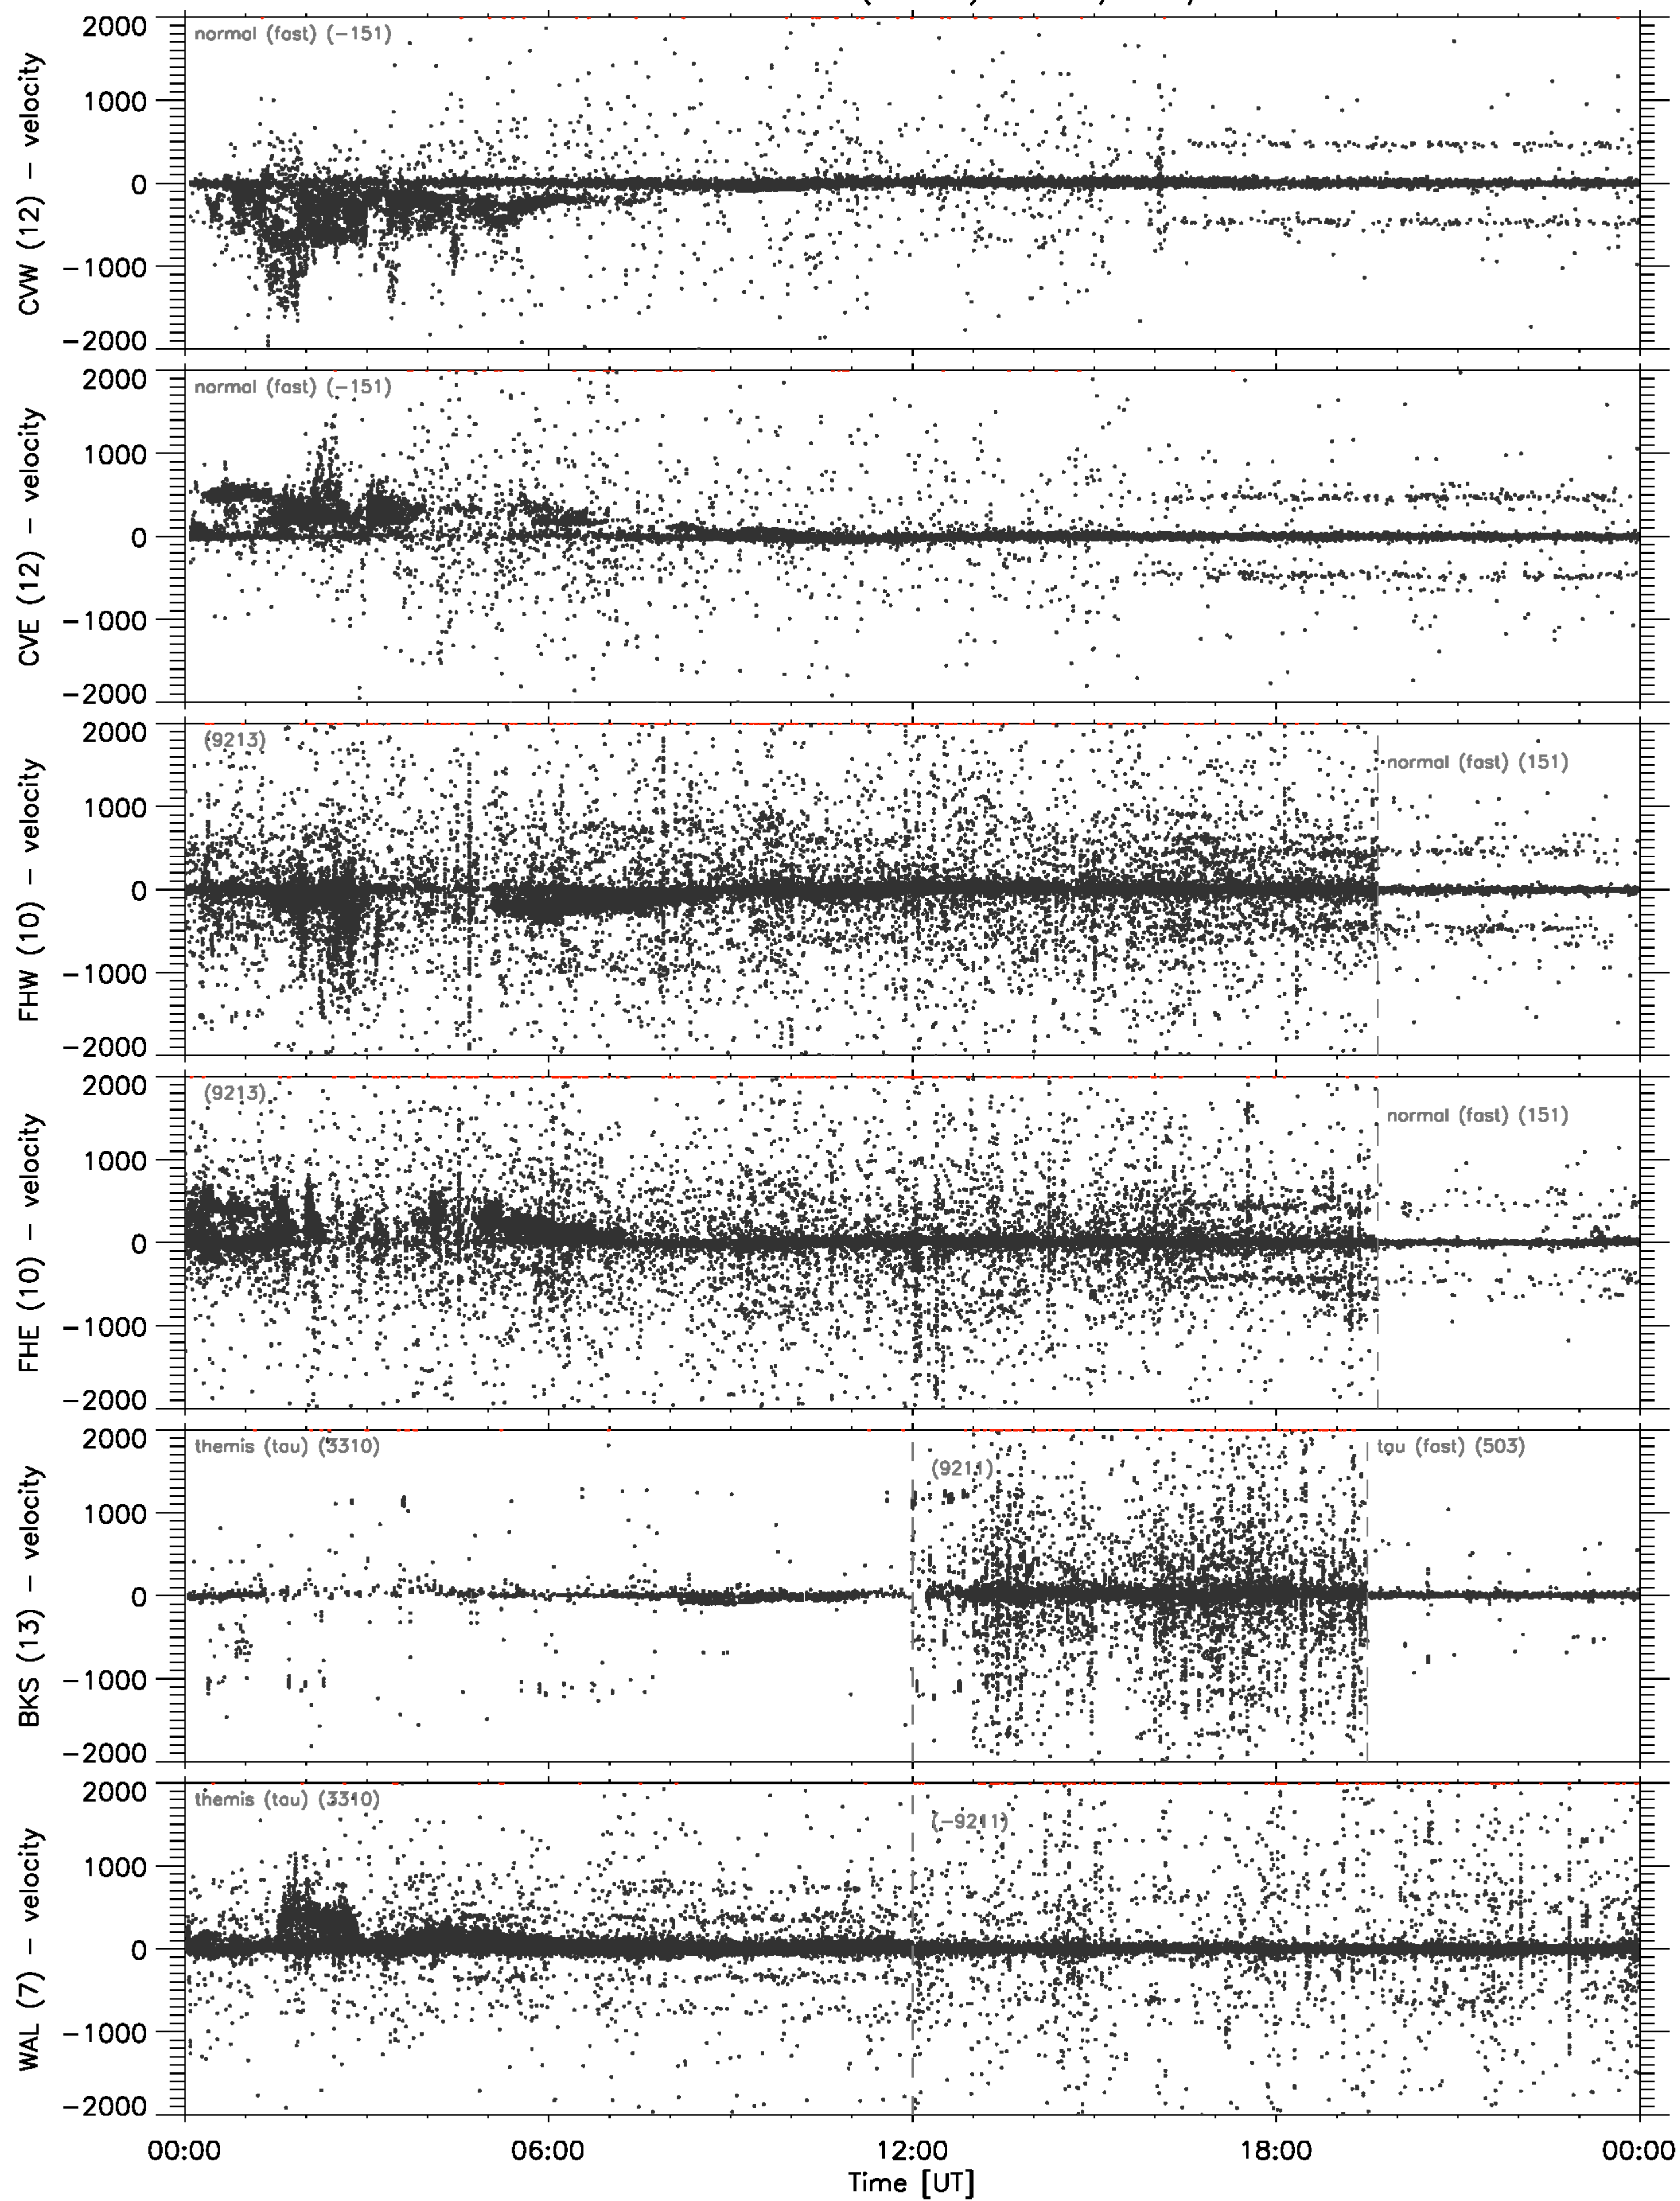 2000
normal (fast) (-151)
1000
0
-1000
-2000
CVW (12) - velocity
2000
normal (fast) (-151)
1000
0
-1000
-2000
CVE (12) - velocity
2000
(9213)
normal (fast) (151)
1000
0
-1000
-2000
FHW (10) - velocity
2000
(9213)
normal (fast) (151)
1000
0
-1000
-2000
FHE (10) - velocity
2000
themis (tau) (3310)
tau (fast) (503)
(9211)
1000
0
-1000
-2000
BKS (13) - velocity
2000
themis (tau) (3310)
(-9211)
1000
0
-1000
-2000
WAL (7) - velocity
00:00 06:00 12:00 18:00 00:00
Time [UT]